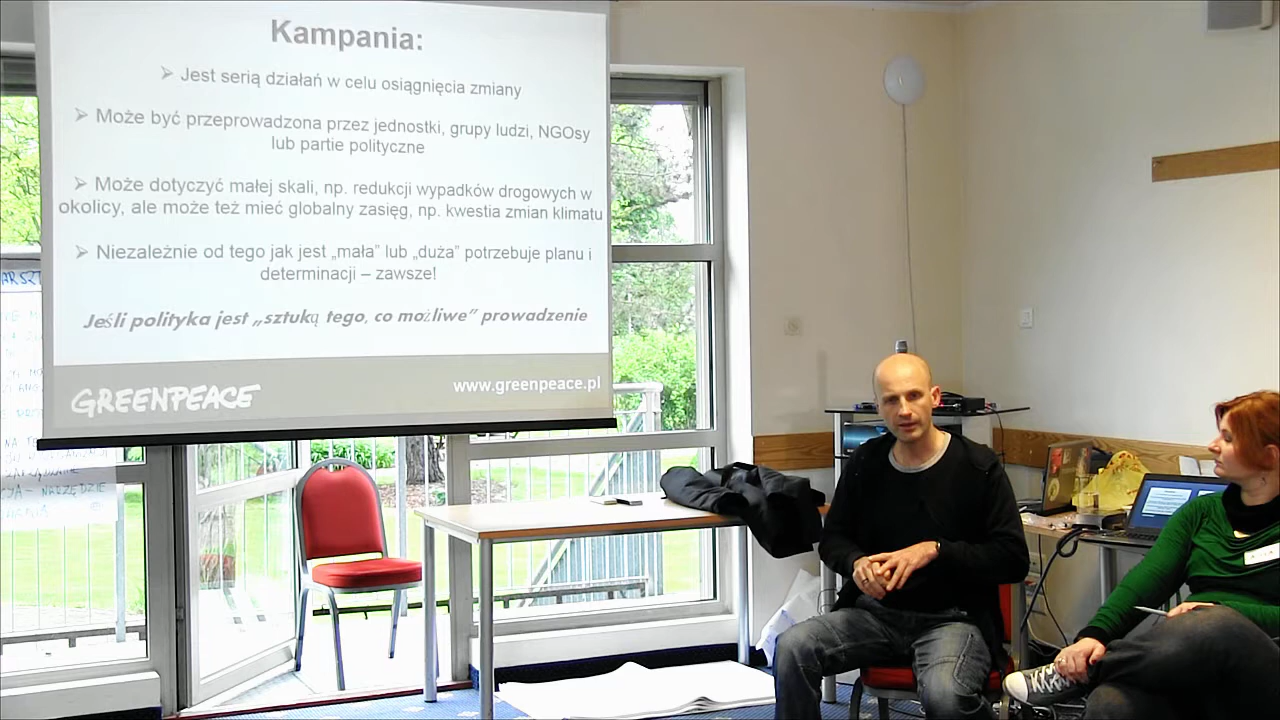 Kampania:
➢ Jest serią działań w celu osiągnięcia zmiany
➢ Może być przeprowadzona przez jednostki, grupy ludzi, NGOsy
lub partie polityczne
➢ Może dotyczyć małej skali, np. redukcji wypadków drogowych w
okolicy, ale może też mieć globalny zasięg, np. kwestia zmian klimatu
➢ Niezależnie od tego jak jest „mała” lub „duża” potrzebuje planu i
determinacji – zawsze!
Jeśli polityka jest „sztuką tego, co możliwe” prowadzenie
GREENPEACE
www.greenpeace.pl